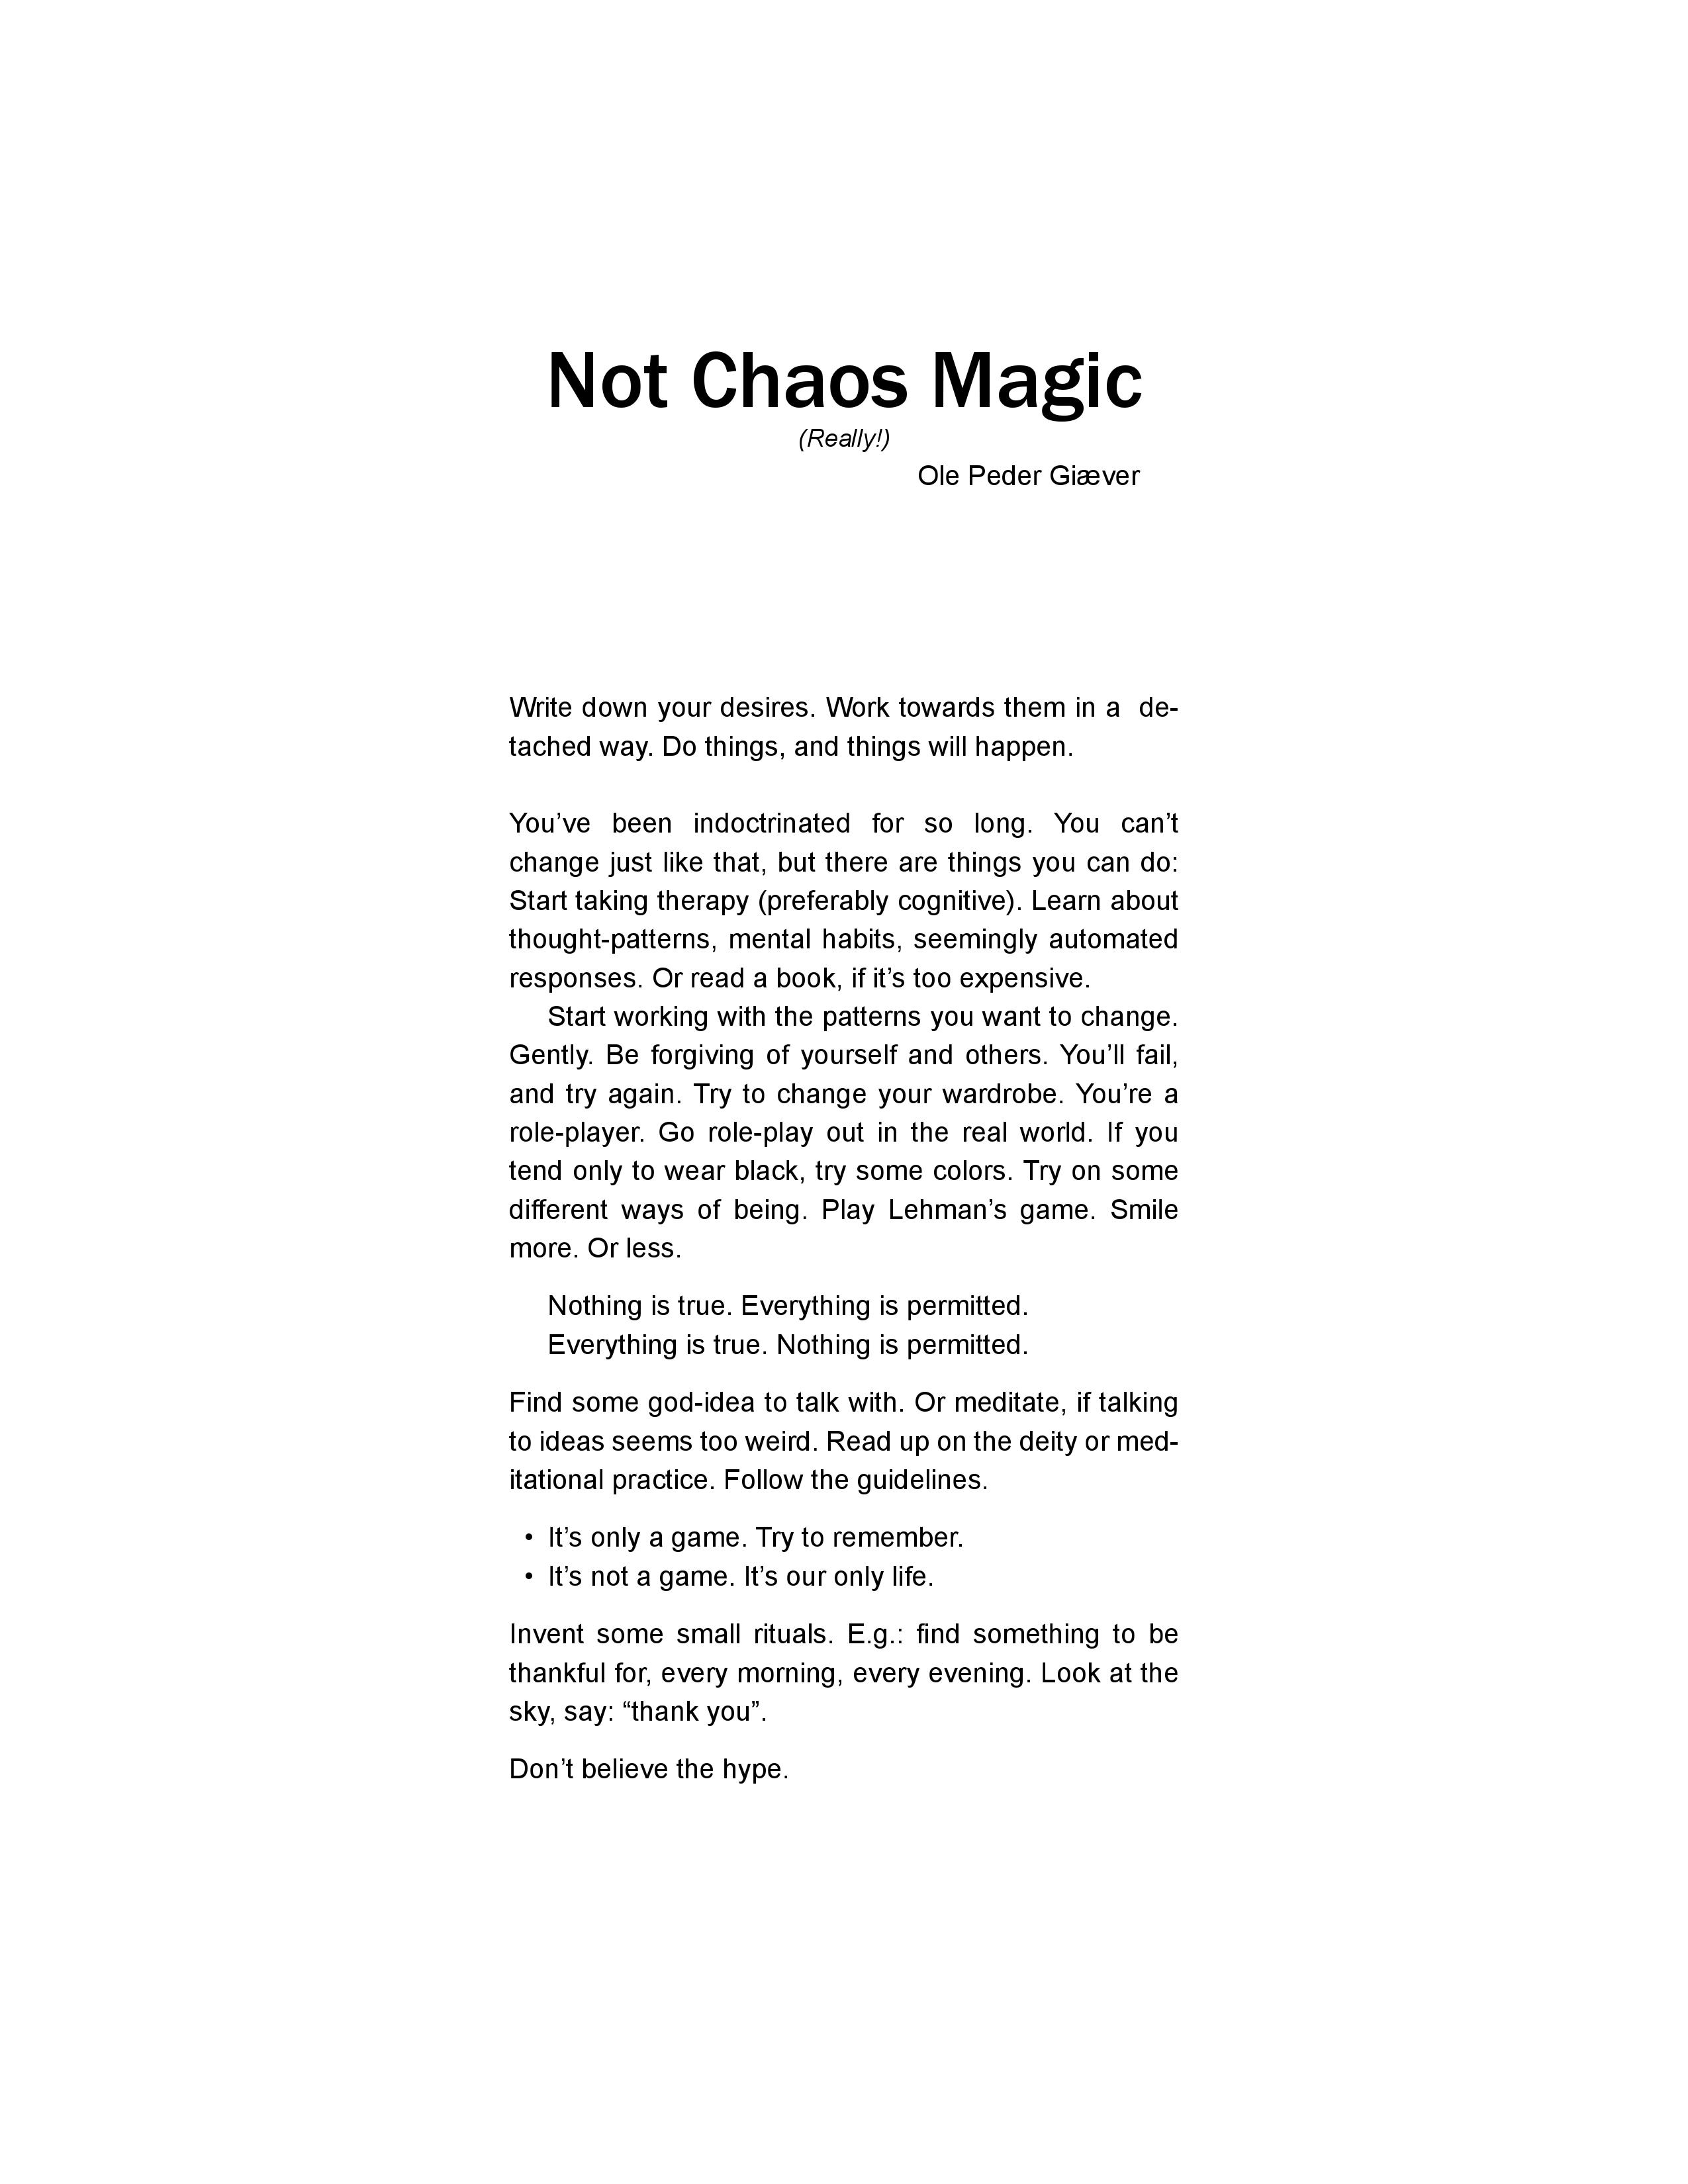 Not Chaos Magic
(Really!)
Ole Peder Giæver
Write down your desires. Work towards them in a de-
tached way. Do things, and things will happen.
You’ve been indoctrinated for so long. You can’t
change just like that, but there are things you can do:
Start taking therapy (preferably cognitive). Learn about
thought-patterns, mental habits, seemingly automated
responses. Or read a book, if it’s too expensive.
Start working with the patterns you want to change.
Gently. Be forgiving of yourself and others. You’ll fail,
and try again. Try to change your wardrobe. You’re a
role-player. Go role-play out in the real world. If you
tend only to wear black, try some colors. Try on some
different ways of being. Play Lehman’s game. Smile
more. Or less.
Nothing is true. Everything is permitted.
Everything is true. Nothing is permitted.
Find some god-idea to talk with. Or meditate, if talking
to ideas seems too weird. Read up on the deity or med-
itational practice. Follow the guidelines.
• It’s only a game. Try to remember.
• It’s not a game. It’s our only life.
Invent some small rituals. E.g.: find something to be
thankful for, every morning, every evening. Look at the
sky, say: “thank you”.
Don’t believe the hype.